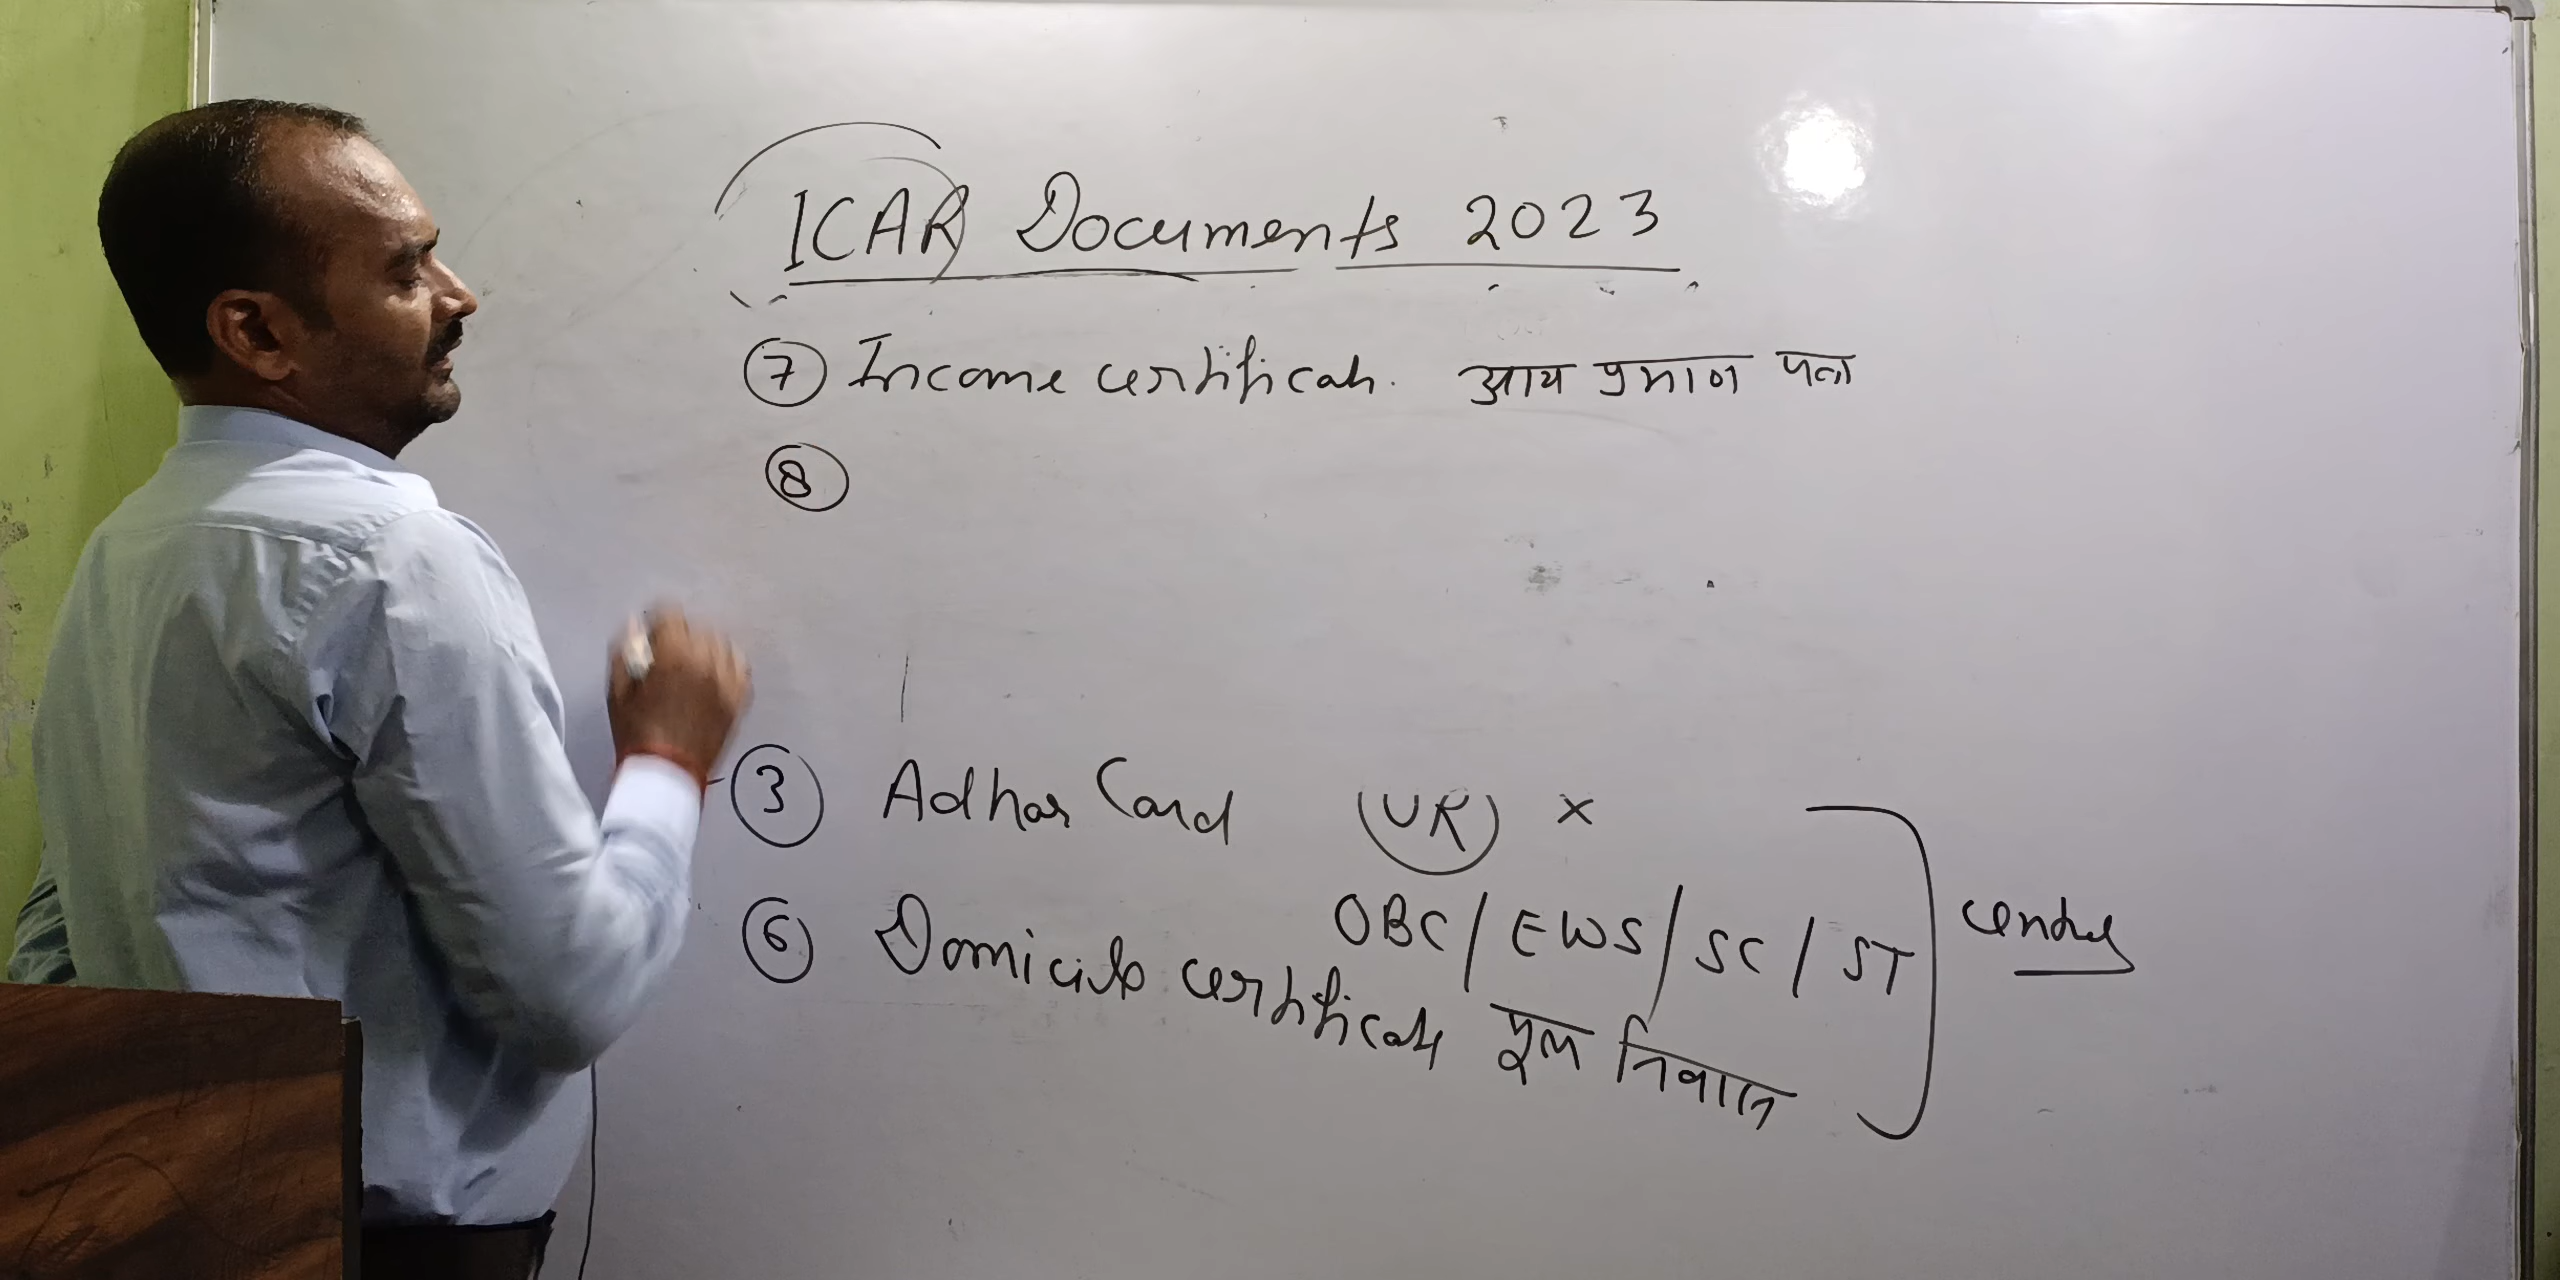 ICAR Documents 2023
7 Income certificate. आय प्रमाण पत्र
8
3 Adhar Card (UR) ×
OBC / EWS / SC / ST
6 Domicile certificate मूल निवास